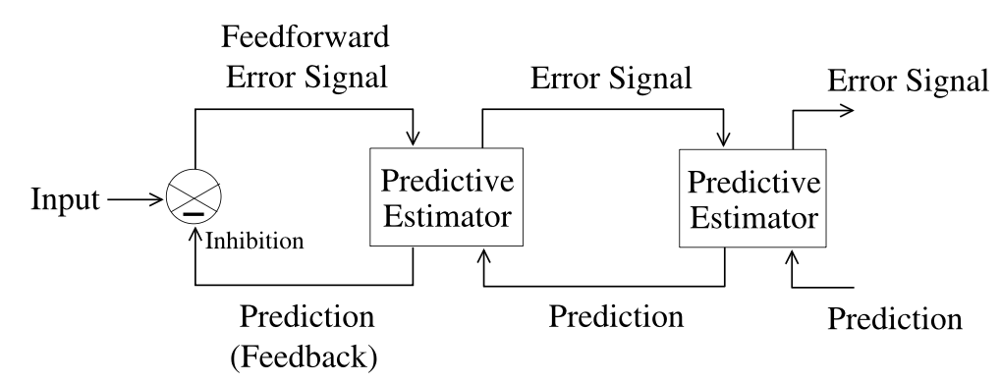 Feedforward
Error Signal
Error Signal
Error Signal
Input
Predictive
Estimator
Predictive
Estimator
Inhibition
Prediction
(Feedback)
Prediction
Prediction